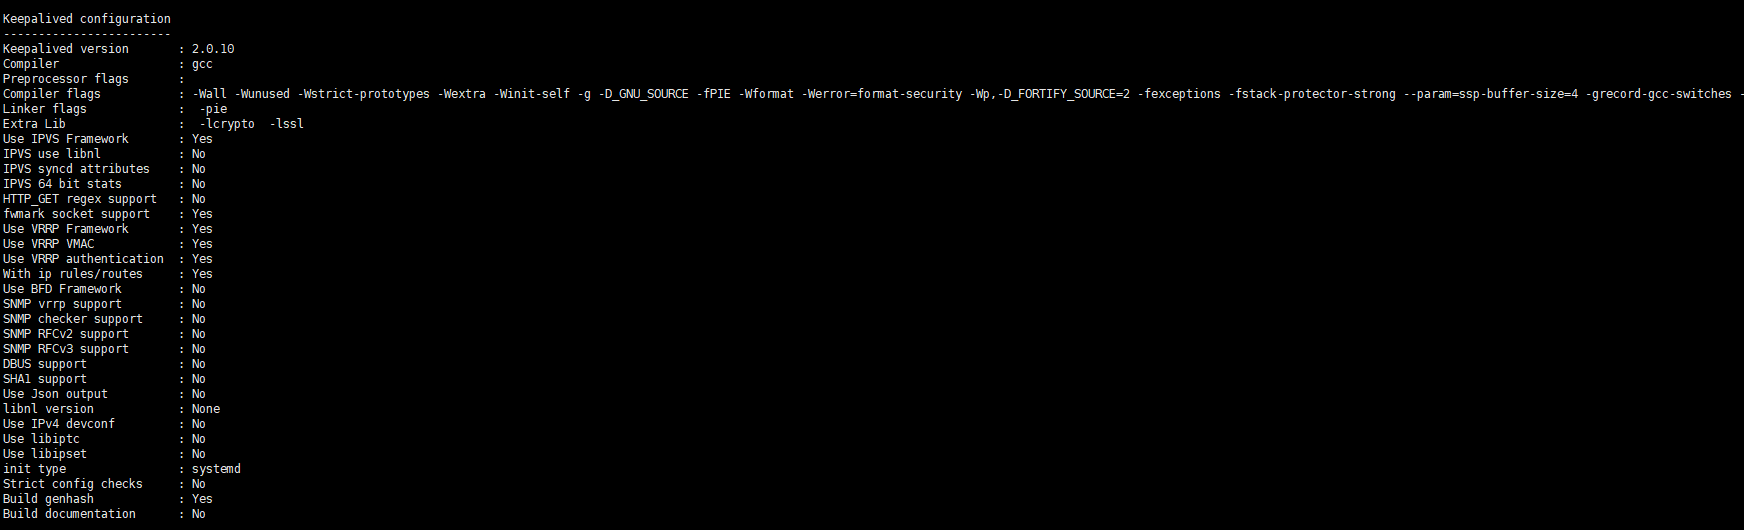 Keepalived configuration
------------------------
Keepalived version       : 2.0.10
Compiler                 : gcc
Preprocessor flags       :
Compiler flags           : -Wall -Wunused -Wstrict-prototypes -Wextra -Winit-self -g -D_GNU_SOURCE -fPIE -Wformat -Werror=format-security -Wp,-D_FORTIFY_SOURCE=2 -fexceptions -fstack-protector-strong --param=ssp-buffer-size=4 -grecord-gcc-switches -
Linker flags             :  -pie
Extra Lib                :  -lcrypto  -lssl
Use IPVS Framework       : Yes
IPVS use libnl           : No
IPVS syncd attributes    : No
IPVS 64 bit stats        : No
HTTP_GET regex support   : No
fwmark socket support    : Yes
Use VRRP Framework       : Yes
Use VRRP VMAC            : Yes
Use VRRP authentication  : Yes
With ip rules/routes     : Yes
Use BFD Framework        : No
SNMP vrrp support        : No
SNMP checker support     : No
SNMP RFCv2 support       : No
SNMP RFCv3 support       : No
DBUS support             : No
SHA1 support             : No
Use Json output          : No
libnl version            : None
Use IPv4 devconf         : No
Use libiptc              : No
Use libipset             : No
init type                : systemd
Strict config checks     : No
Build genhash            : Yes
Build documentation      : No